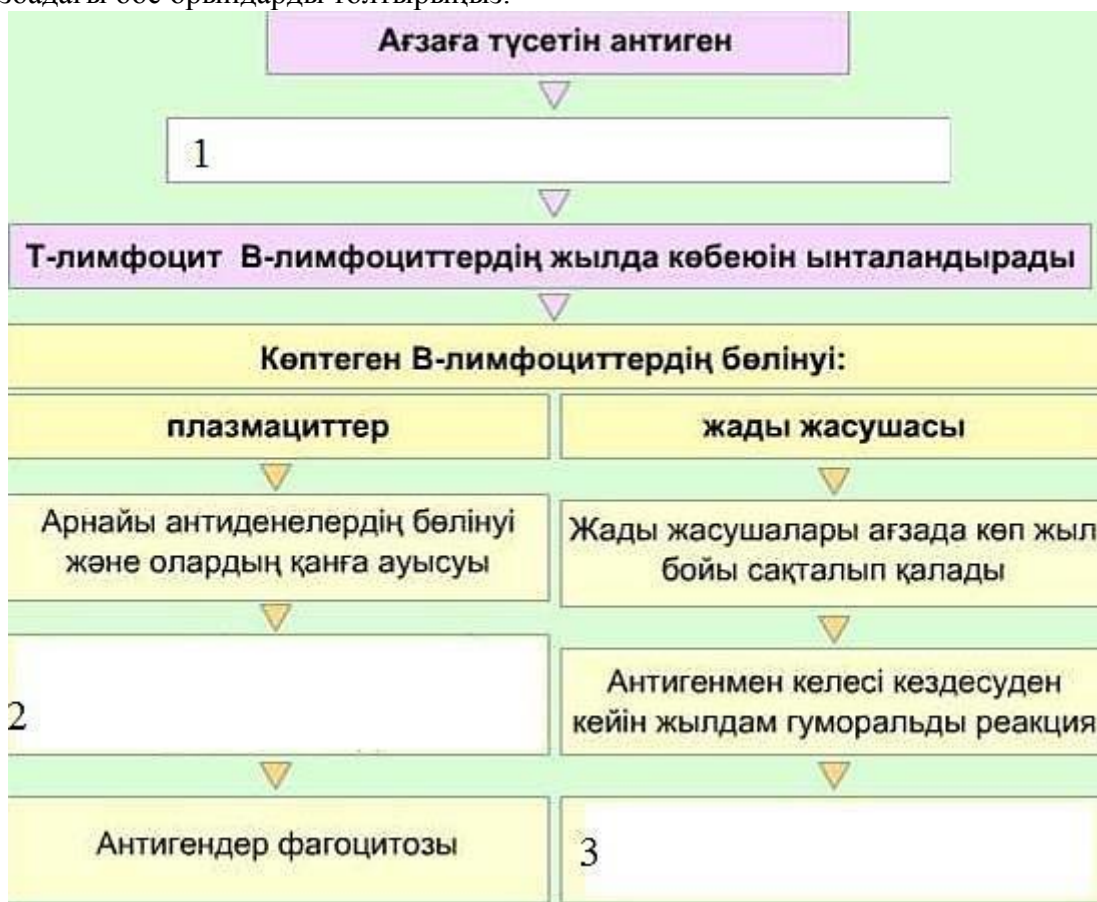 Ағзаға түсетін антиген
1
Т-лимфоцит В-лимфоциттердің жылда көбеюін ынталандырады
Көптеген В-лимфоциттердің бөлінуі:
плазмациттер
жады жасушасы
Арнайы антиденелердің бөлінуі
және олардың қанға ауысуы
Жады жасушалары ағзада көп жыл
бойы сақталып қалады
2
Антигенмен келесі кездесуден
кейін жылдам гуморальды реакция
Антигендер фагоцитозы
3